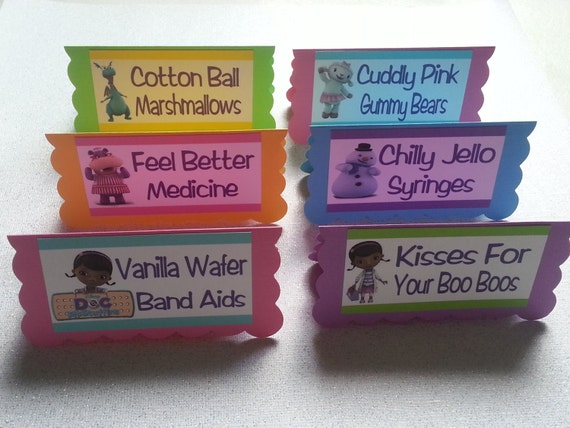 Cotton Ball
Marshmallows
Cuddly Pink
Gummy Bears
Feel Better
Medicine
Chilly Jello
Syringes
Vanilla Wafer
Band Aids
DOC
Kisses For
Your Boo Boos